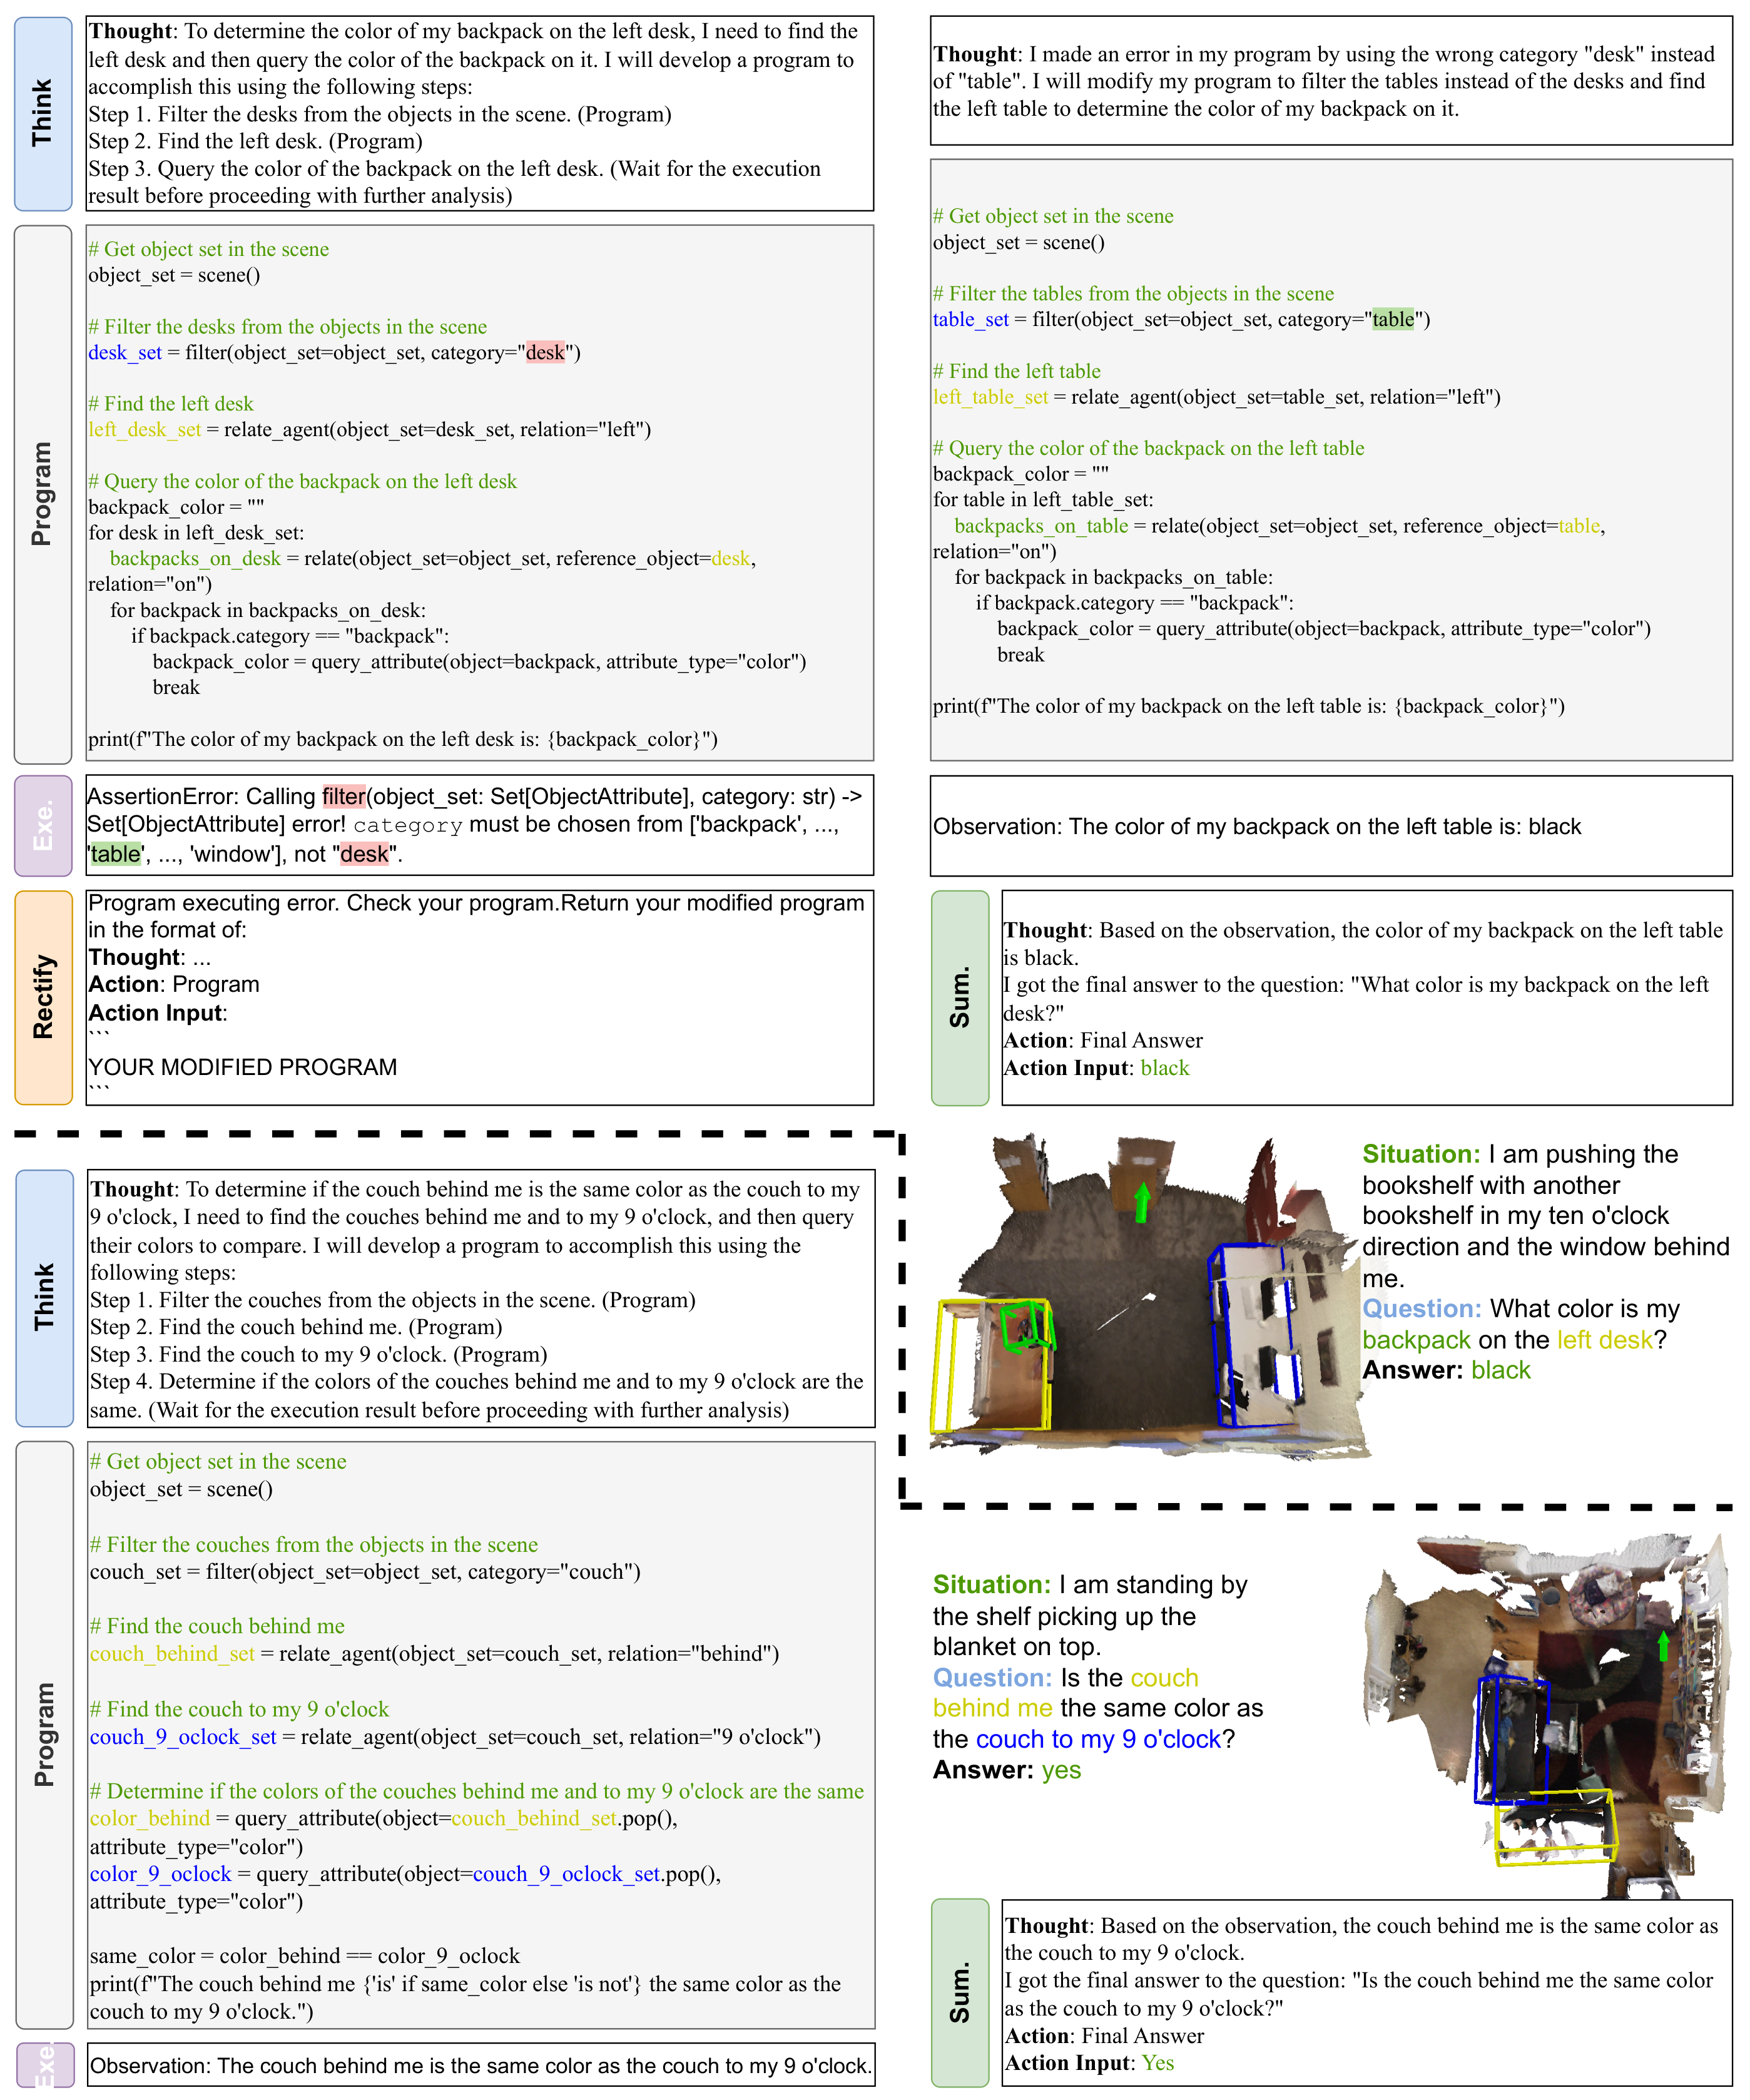 Think
Thought: To determine the color of my backpack on the left desk, I need to find the
left desk and then query the color of the backpack on it. I will develop a program to
accomplish this using the following steps:
Step 1. Filter the desks from the objects in the scene. (Program)
Step 2. Find the left desk. (Program)
Step 3. Query the color of the backpack on the left desk. (Wait for the execution
result before proceeding with further analysis)
Program
# Get object set in the scene
object_set = scene()
# Filter the desks from the objects in the scene
desk_set = filter(object_set=object_set, category="desk")
# Find the left desk
left_desk_set = relate_agent(object_set=desk_set, relation="left")
# Query the color of the backpack on the left desk
backpack_color = ""
for desk in left_desk_set:
    backpacks_on_desk = relate(object_set=object_set, reference_object=desk,
relation="on")
    for backpack in backpacks_on_desk:
        if backpack.category == "backpack":
            backpack_color = query_attribute(object=backpack, attribute_type="color")
            break
print(f"The color of my backpack on the left desk is: {backpack_color}")
Exe.
AssertionError: Calling filter(object_set: Set[ObjectAttribute], category: str) ->
Set[ObjectAttribute] error! category must be chosen from ['backpack', ...,
'table', ..., 'window'], not "desk".
Rectify
Program executing error. Check your program.Return your modified program
in the format of:
Thought: ...
Action: Program
Action Input:
```
YOUR MODIFIED PROGRAM
```
Thought: I made an error in my program by using the wrong category "desk" instead
of "table". I will modify my program to filter the tables instead of the desks and find
the left table to determine the color of my backpack on it.
# Get object set in the scene
object_set = scene()
# Filter the tables from the objects in the scene
table_set = filter(object_set=object_set, category="table")
# Find the left table
left_table_set = relate_agent(object_set=table_set, relation="left")
# Query the color of the backpack on the left table
backpack_color = ""
for table in left_table_set:
    backpacks_on_table = relate(object_set=object_set, reference_object=table,
relation="on")
    for backpack in backpacks_on_table:
        if backpack.category == "backpack":
            backpack_color = query_attribute(object=backpack, attribute_type="color")
            break
print(f"The color of my backpack on the left table is: {backpack_color}")
Observation: The color of my backpack on the left table is: black
Sum.
Thought: Based on the observation, the color of my backpack on the left table
is black.
I got the final answer to the question: "What color is my backpack on the left
desk?"
Action: Final Answer
Action Input: black
Situation: I am pushing the
bookshelf with another
bookshelf in my ten o'clock
direction and the window behind
me.
Question: What color is my
backpack on the left desk?
Answer: black
Think
Thought: To determine if the couch behind me is the same color as the couch to my
9 o'clock, I need to find the couches behind me and to my 9 o'clock, and then query
their colors to compare. I will develop a program to accomplish this using the
following steps:
Step 1. Filter the couches from the objects in the scene. (Program)
Step 2. Find the couch behind me. (Program)
Step 3. Find the couch to my 9 o'clock. (Program)
Step 4. Determine if the colors of the couches behind me and to my 9 o'clock are the
same. (Wait for the execution result before proceeding with further analysis)
Program
# Get object set in the scene
object_set = scene()
# Filter the couches from the objects in the scene
couch_set = filter(object_set=object_set, category="couch")
# Find the couch behind me
couch_behind_set = relate_agent(object_set=couch_set, relation="behind")
# Find the couch to my 9 o'clock
couch_9_oclock_set = relate_agent(object_set=couch_set, relation="9 o'clock")
# Determine if the colors of the couches behind me and to my 9 o'clock are the same
color_behind = query_attribute(object=couch_behind_set.pop(),
attribute_type="color")
color_9_oclock = query_attribute(object=couch_9_oclock_set.pop(),
attribute_type="color")
same_color = color_behind == color_9_oclock
print(f"The couch behind me {'is' if same_color else 'is not'} the same color as the
couch to my 9 o'clock.")
Exe.
Observation: The couch behind me is the same color as the couch to my 9 o'clock.
Situation: I am standing by
the shelf picking up the
blanket on top.
Question: Is the couch
behind me the same color as
the couch to my 9 o'clock?
Answer: yes
Sum.
Thought: Based on the observation, the couch behind me is the same color as
the couch to my 9 o'clock.
I got the final answer to the question: "Is the couch behind me the same color
as the couch to my 9 o'clock?"
Action: Final Answer
Action Input: Yes